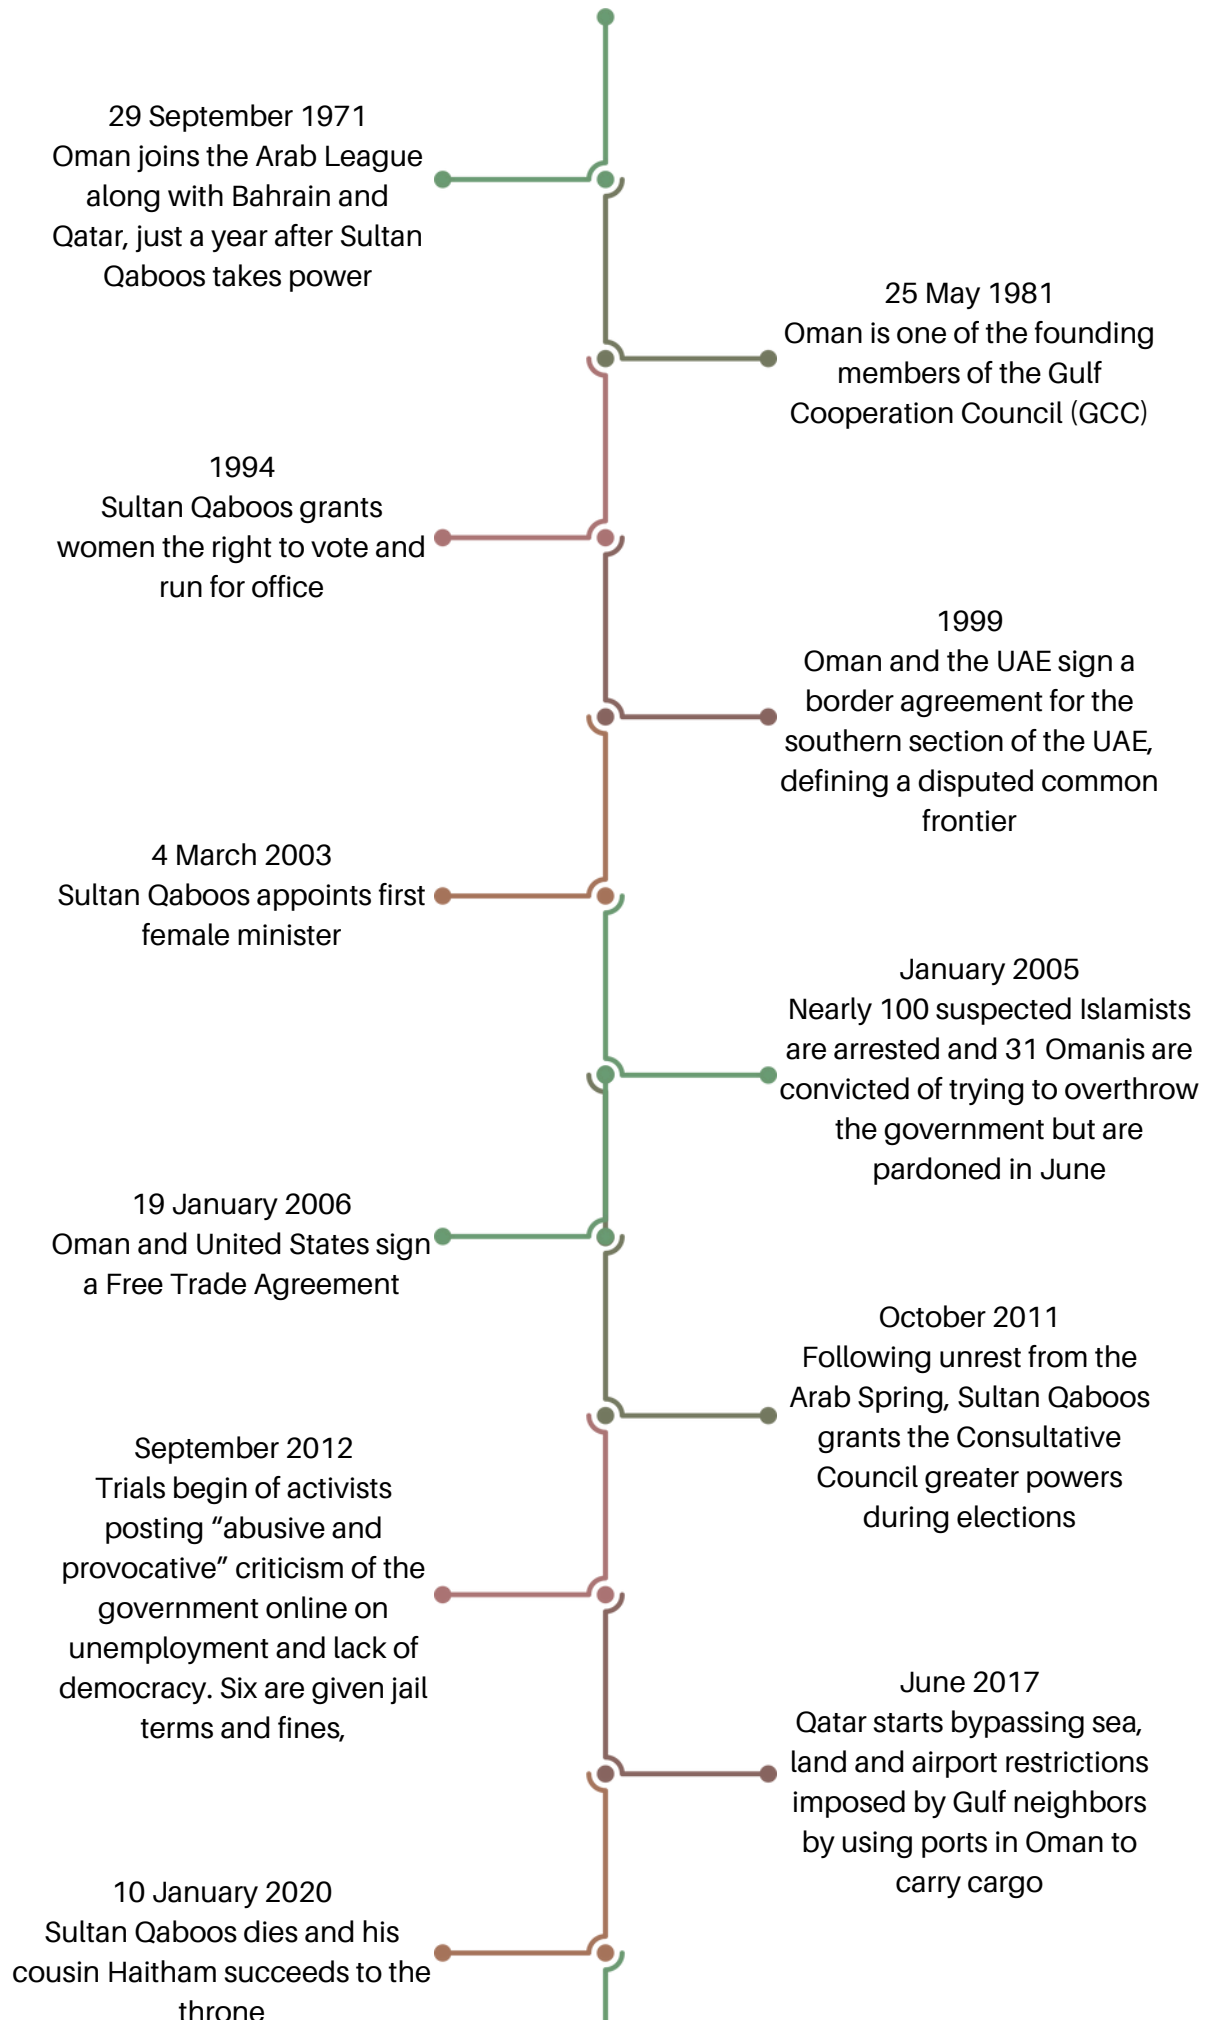 29 September 1971
Oman joins the Arab League
along with Bahrain and
Qatar, just a year after Sultan
Qaboos takes power
25 May 1981
Oman is one of the founding
members of the Gulf
Cooperation Council (GCC)
1994
Sultan Qaboos grants
women the right to vote and
run for office
1999
Oman and the UAE sign a
border agreement for the
southern section of the UAE,
defining a disputed common
frontier
4 March 2003
Sultan Qaboos appoints first
female minister
January 2005
Nearly 100 suspected Islamists
are arrested and 31 Omanis are
convicted of trying to overthrow
the government but are
pardoned in June
19 January 2006
Oman and United States sign
a Free Trade Agreement
October 2011
Following unrest from the
Arab Spring, Sultan Qaboos
grants the Consultative
Council greater powers
during elections
September 2012
Trials begin of activists
posting “abusive and
provocative” criticism of the
government online on
unemployment and lack of
democracy. Six are given jail
terms and fines,
June 2017
Qatar starts bypassing sea,
land and airport restrictions
imposed by Gulf neighbors
by using ports in Oman to
carry cargo
10 January 2020
Sultan Qaboos dies and his
cousin Haitham succeeds to the
throne